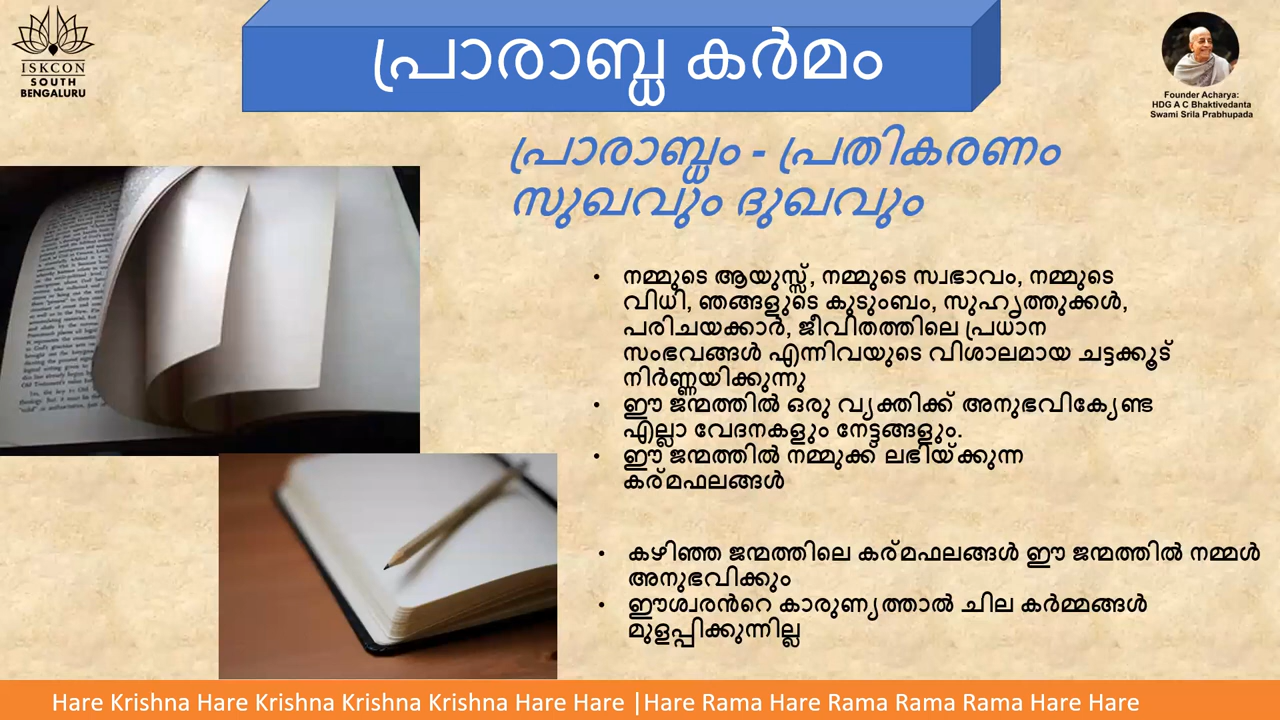 ISKCON
SOUTH
BENGALURU
പ്രാരാബ്ധ കർമം
Founder Acharya:
HDG A C Bhaktivedanta
Swami Srila Prabhupada
പ്രാരാബ്ധം - പ്രതികരണം
സുഖവും ദുഖവും
• നമ്മുടെ ആയുസ്സ്, നമ്മുടെ സ്വഭാവം, നമ്മുടെ
വിധി, ഞങ്ങളുടെ കുടുംബം, സുഹൃത്തുക്കൾ,
പരിചയക്കാർ, ജീവിതത്തിലെ പ്രധാന
സംഭവങ്ങൾ എന്നിവയുടെ വിശാലമായ ചട്ടക്കൂട്
നിർണ്ണയിക്കുന്നു
• ഈ ജന്മത്തിൽ ഒരു വ്യക്തിക്ക് അനുഭവിക്യേണ്ട
എല്ലാ വേദനകളും നേട്ടങ്ങളും.
• ഈ ജന്മത്തിൽ നമ്മുക്ക് ലഭിയ്ക്കുന്ന
കര്മഫലങ്ങൾ
• കഴിഞ്ഞ ജന്മത്തിലെ കര്മഫലങ്ങൾ ഈ ജന്മത്തിൽ നമ്മൾ
അനുഭവിക്കും
• ഈശ്വരൻറെ കാരുണ്യത്താൽ ചില കർമ്മങ്ങൾ
മുളപ്പിക്കുന്നില്ല
Hare Krishna Hare Krishna Krishna Krishna Hare Hare |Hare Rama Hare Rama Rama Rama Hare Hare